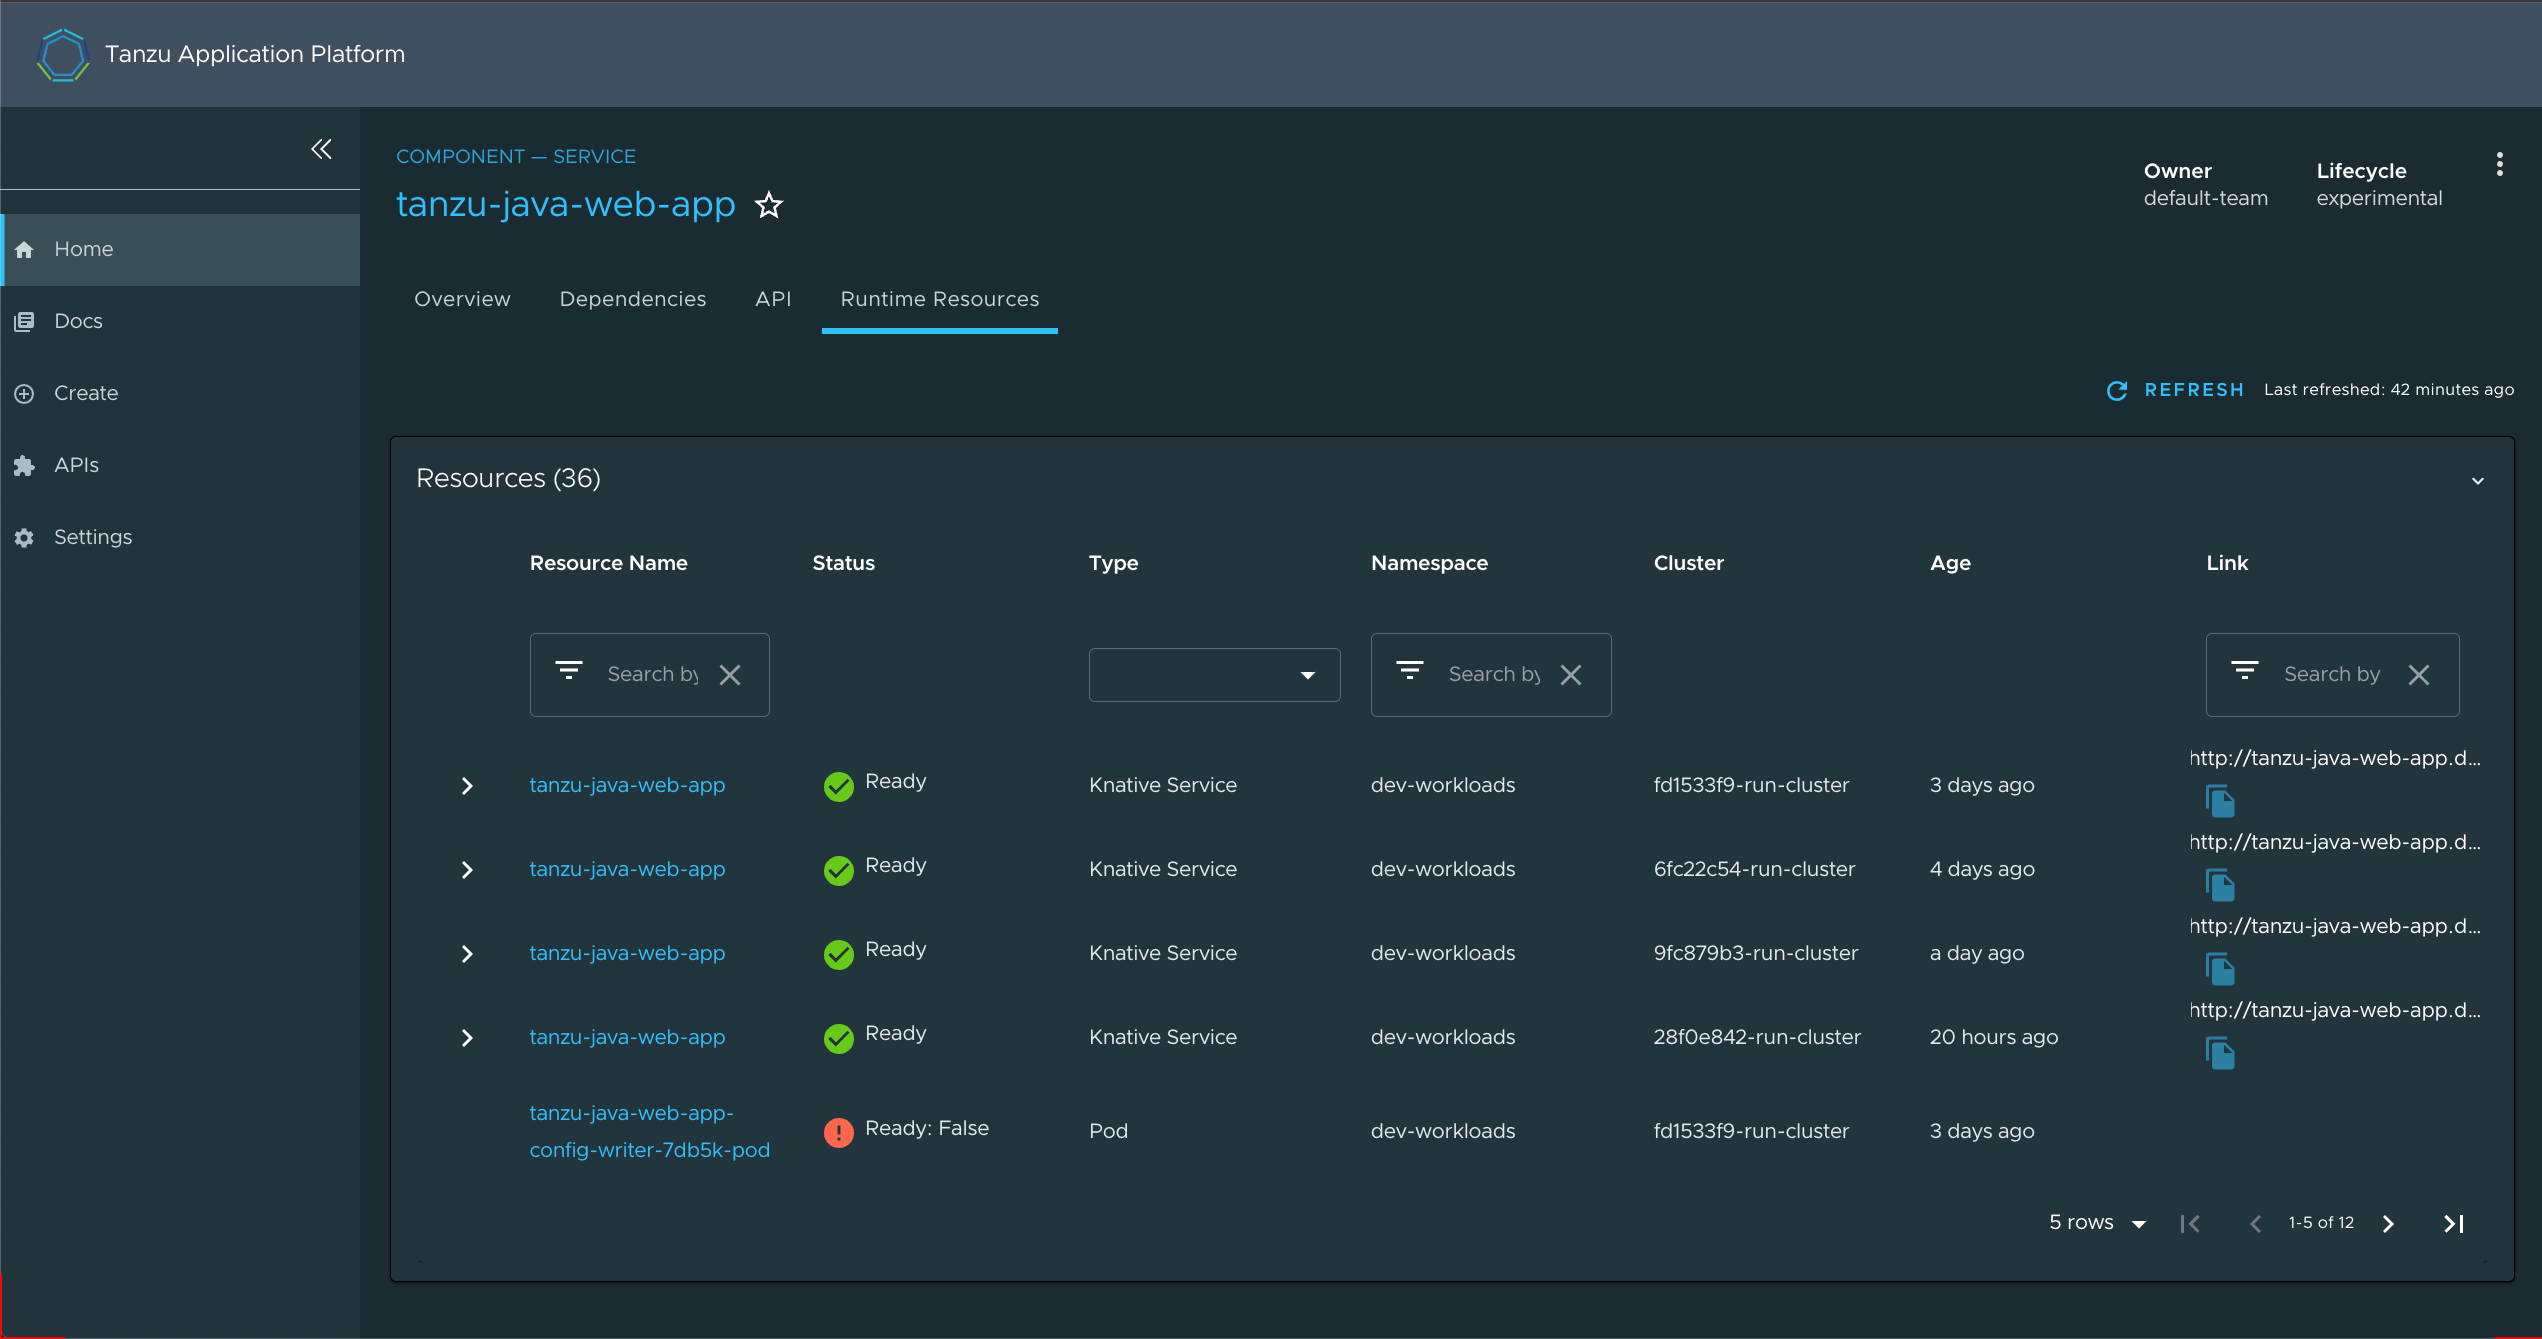 Tanzu Application Platform
COMPONENT — SERVICE
tanzu-java-web-app
Owner
default-team
Lifecycle
experimental
Home
Docs
Create
APIs
Settings
Overview Dependencies API Runtime Resources
REFRESH Last refreshed: 42 minutes ago
Resources (36)
Resource Name Status Type Namespace Cluster Age Link
Search by Search by Search by
tanzu-java-web-app Ready Knative Service dev-workloads fd1533f9-run-cluster 3 days ago http://tanzu-java-web-app.d...
tanzu-java-web-app Ready Knative Service dev-workloads 6fc22c54-run-cluster 4 days ago http://tanzu-java-web-app.d...
tanzu-java-web-app Ready Knative Service dev-workloads 9fc879b3-run-cluster a day ago http://tanzu-java-web-app.d...
tanzu-java-web-app Ready Knative Service dev-workloads 28f0e842-run-cluster 20 hours ago http://tanzu-java-web-app.d...
tanzu-java-web-app-
config-writer-7db5k-pod Ready: False Pod dev-workloads fd1533f9-run-cluster 3 days ago
5 rows 1-5 of 12